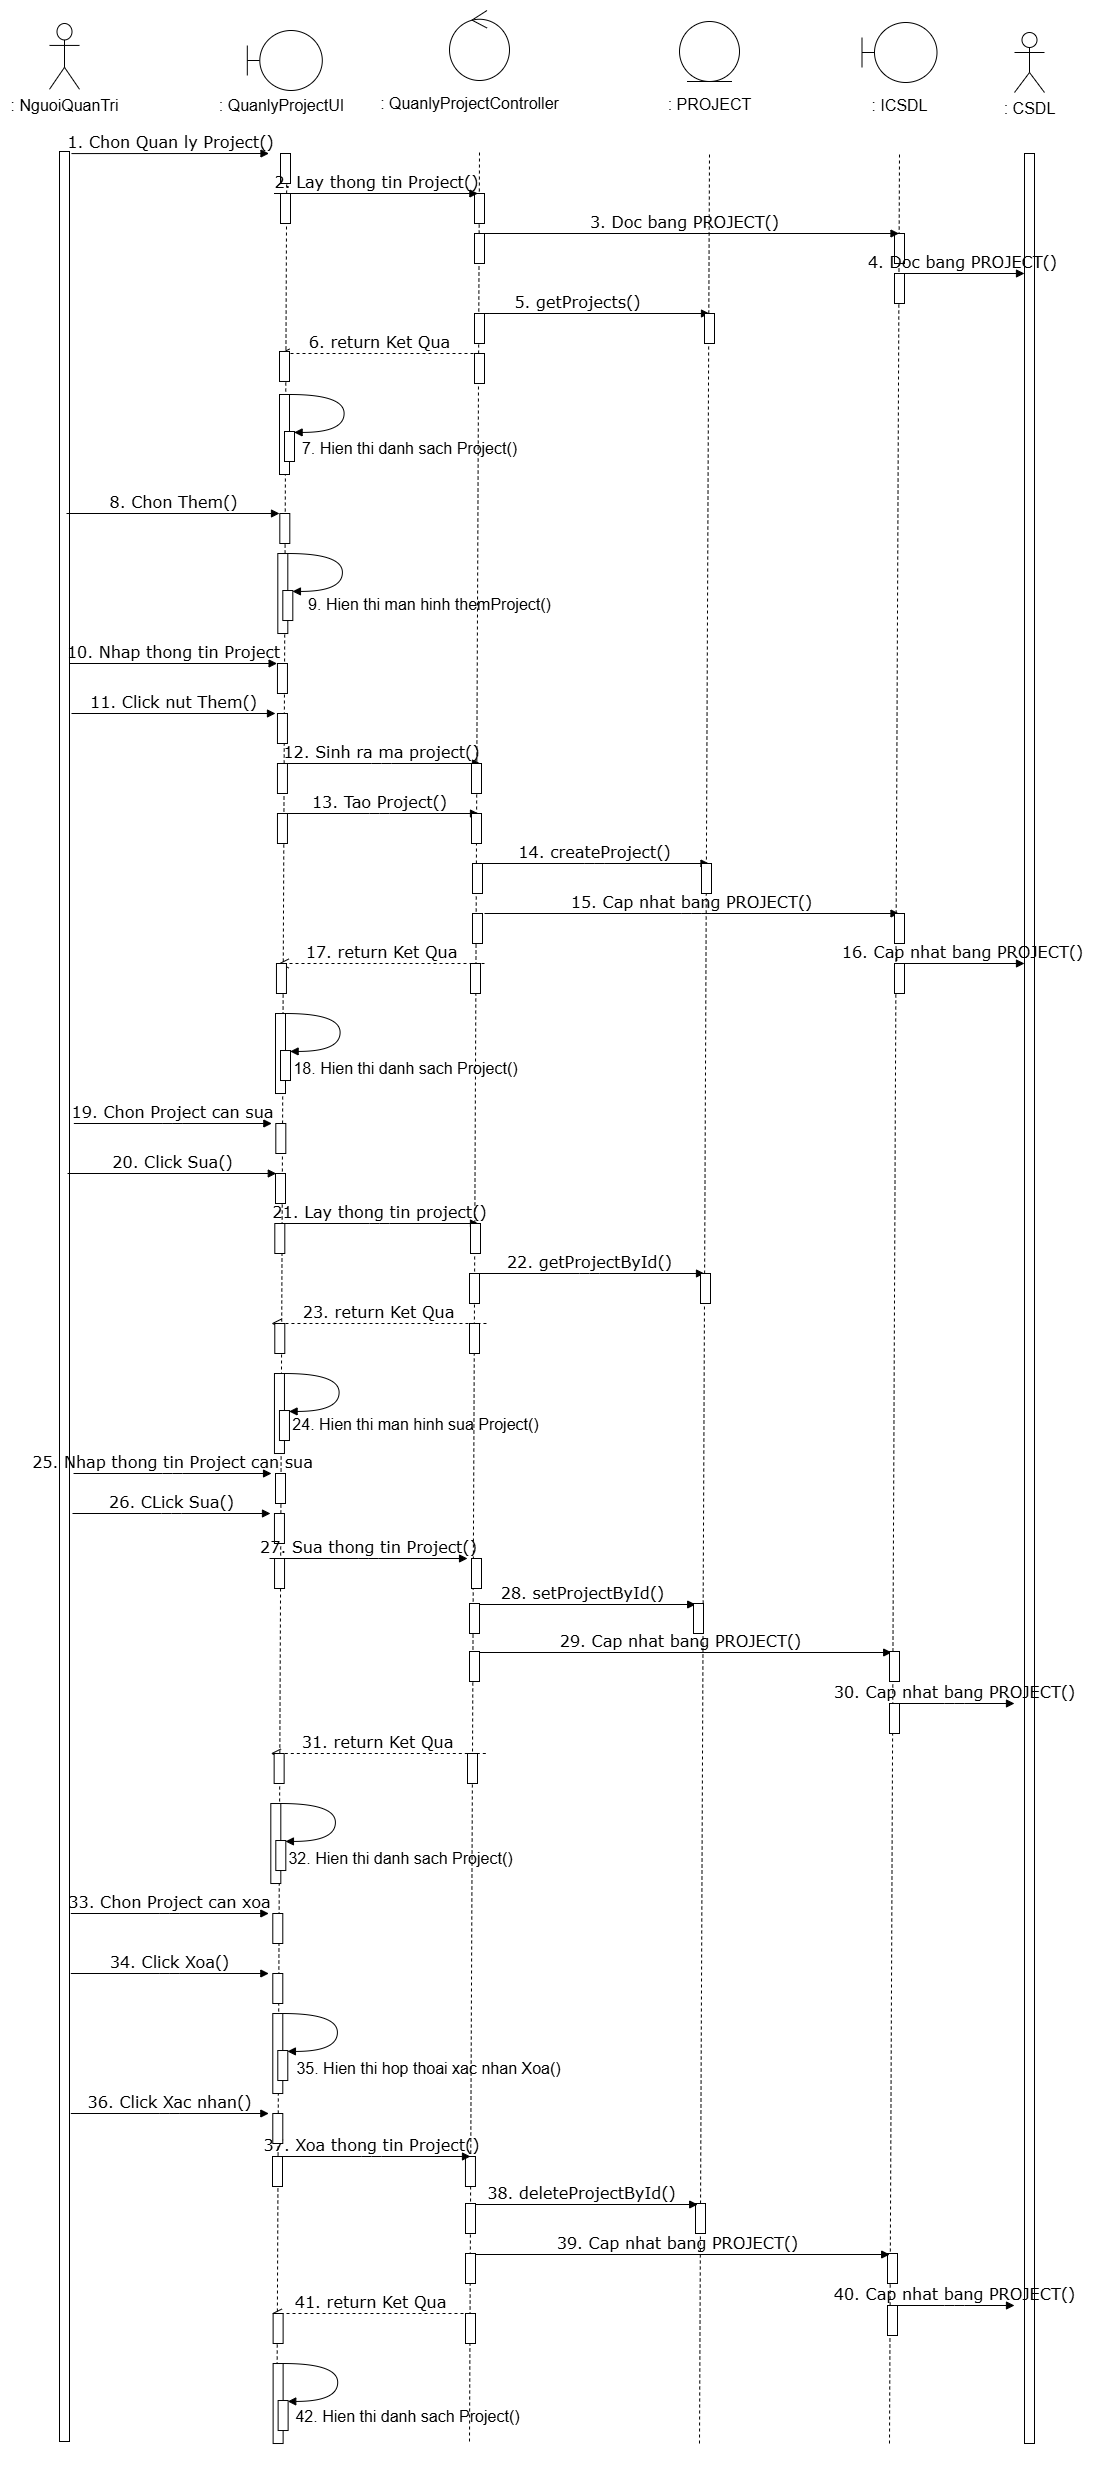 : NguoiQuanTri
: QuanlyProjectUI
: QuanlyProjectController
: PROJECT
: ICSDL
: CSDL
1. Chon Quan ly Project()
2. Lay thong tin Project()
3. Doc bang PROJECT()
4. Doc bang PROJECT()
5. getProjects()
6. return Ket Qua
7. Hien thi danh sach Project()
8. Chon Them()
9. Hien thi man hinh themProject()
10. Nhap thong tin Project
11. Click nut Them()
12. Sinh ra ma project()
13. Tao Project()
14. createProject()
15. Cap nhat bang PROJECT()
17. return Ket Qua
16. Cap nhat bang PROJECT()
18. Hien thi danh sach Project()
19. Chon Project can sua
20. Click Sua()
21. Lay thong tin project()
22. getProjectById()
23. return Ket Qua
24. Hien thi man hinh sua Project()
25. Nhap thong tin Project can sua
26. CLick Sua()
27. Sua thong tin Project()
28. setProjectById()
29. Cap nhat bang PROJECT()
30. Cap nhat bang PROJECT()
31. return Ket Qua
32. Hien thi danh sach Project()
33. Chon Project can xoa
34. Click Xoa()
35. Hien thi hop thoai xac nhan Xoa()
36. Click Xac nhan()
37. Xoa thong tin Project()
38. deleteProjectById()
39. Cap nhat bang PROJECT()
41. return Ket Qua
40. Cap nhat bang PROJECT()
42. Hien thi danh sach Project()